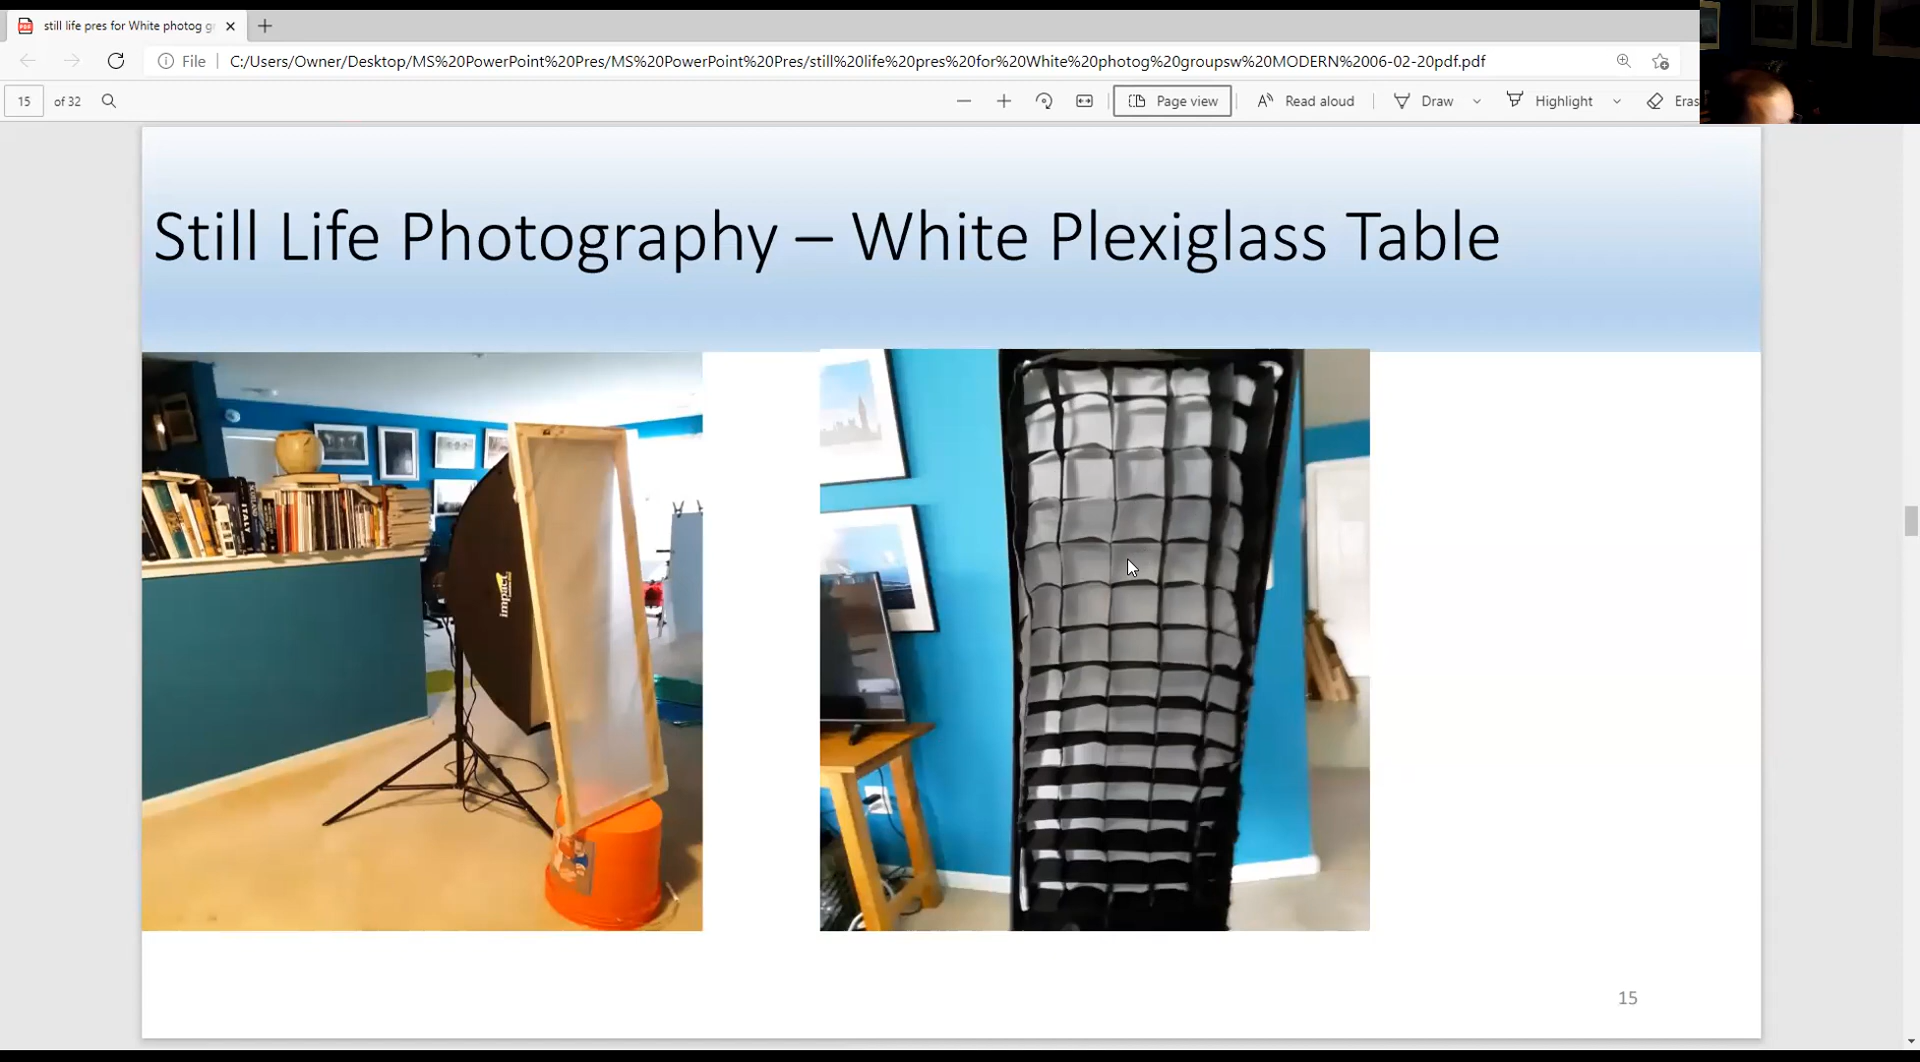 still life pres for White photog g
File
C:/Users/Owner/Desktop/MS%20PowerPoint%20Pres/MS%20PowerPoint%20Pres/still%20life%20pres%20for%20White%20photog%20groupsw%20MODERN%2006-02-20pdf.pdf
15 of 32
Page view
Read aloud
Draw
Highlight
Eras
Still Life Photography – White Plexiglass Table
ITALY
impact
15